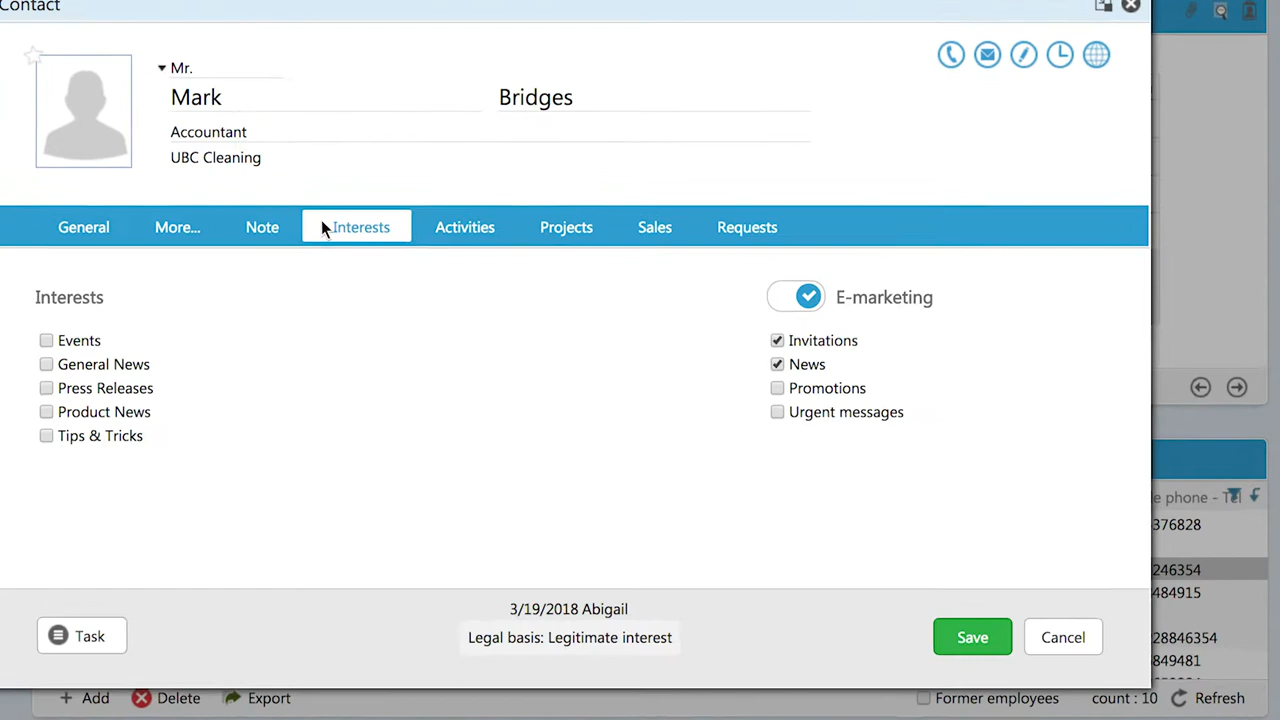 Contact
Mr.
Mark Bridges
Accountant
UBC Cleaning
General More... Note Interests Activities Projects Sales Requests
Interests
Events
General News
Press Releases
Product News
Tips & Tricks
E-marketing
Invitations
News
Promotions
Urgent messages
e phone - Tel
376828
246354
484915
28846354
849481
3/19/2018 Abigail
Legal basis: Legitimate interest
Task
Save Cancel
Add Delete Export Former employees count : 10 Refresh